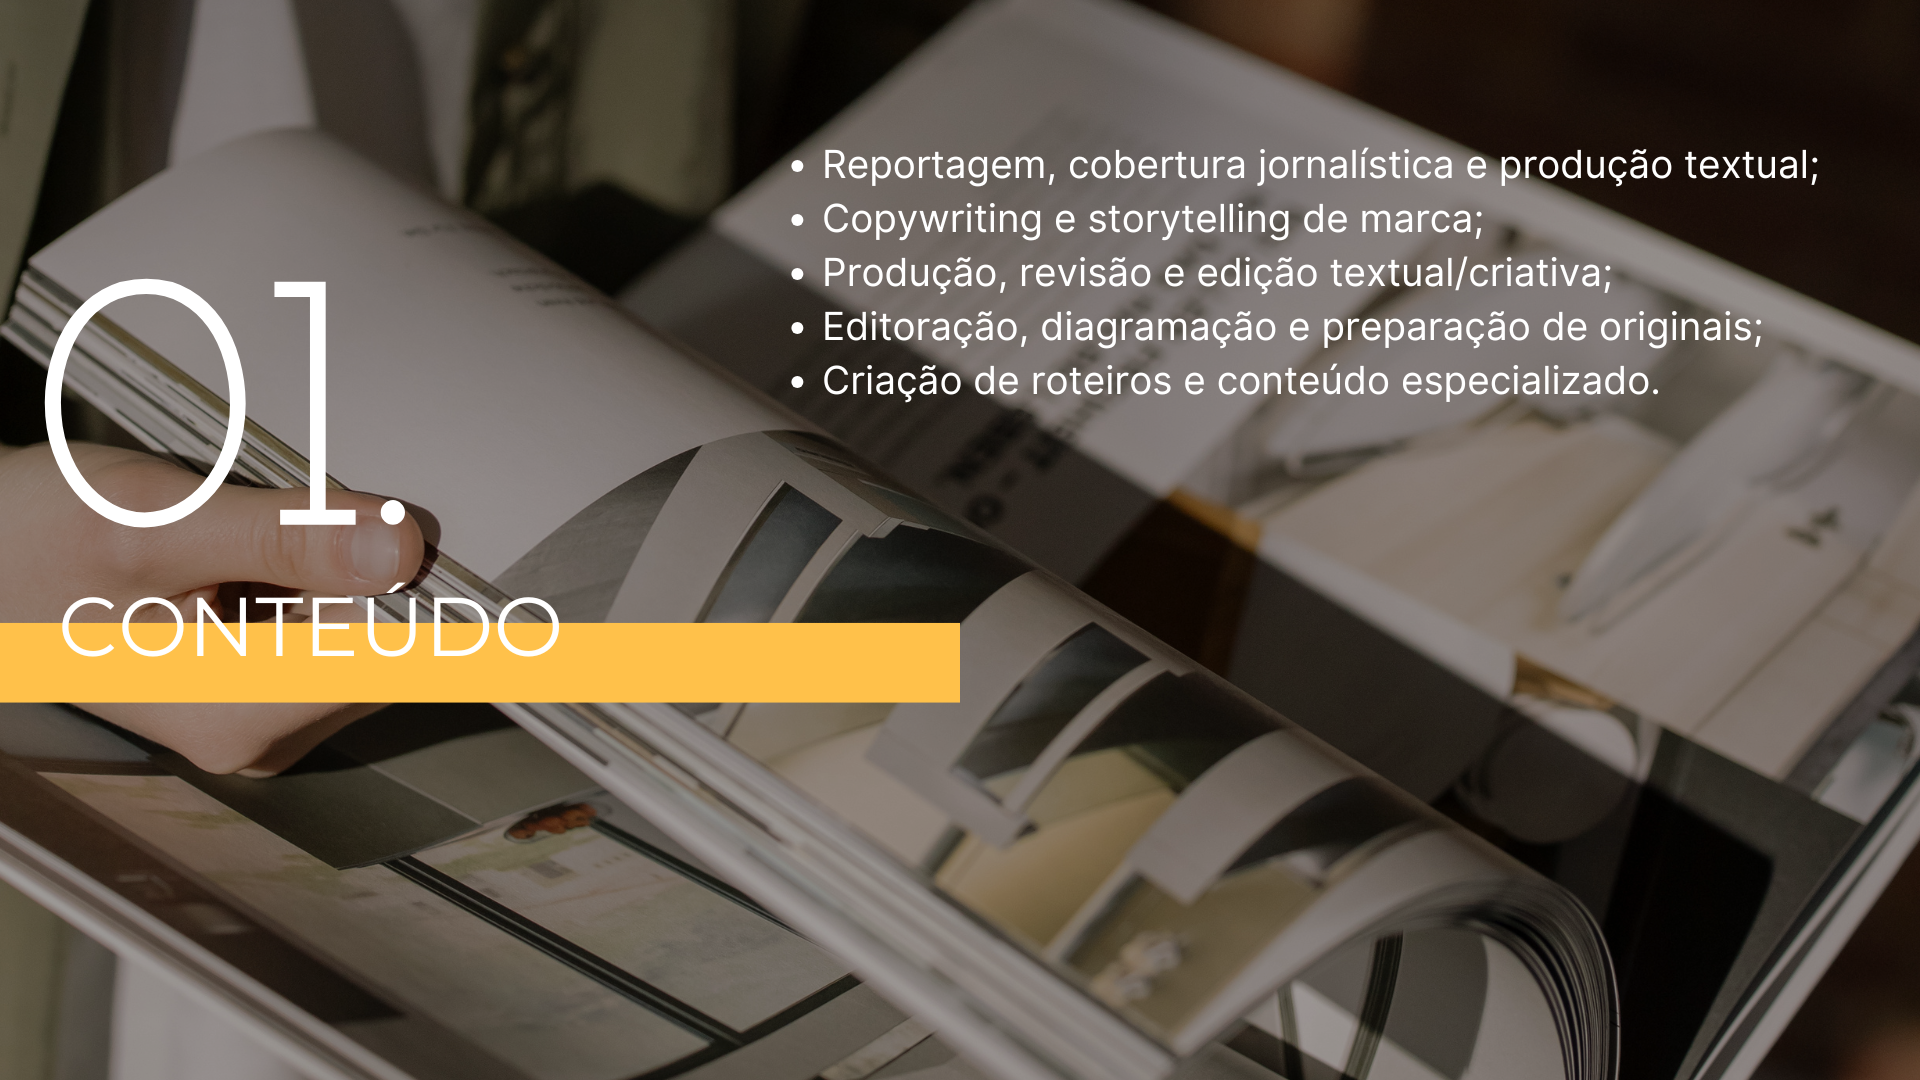 01.
CONTEÚDO
• Reportagem, cobertura jornalística e produção textual;
• Copywriting e storytelling de marca;
• Produção, revisão e edição textual/criativa;
• Editoração, diagramação e preparação de originais;
• Criação de roteiros e conteúdo especializado.